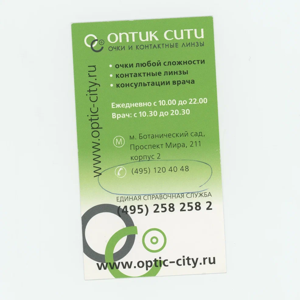 ОПТИК СИТИ
ОЧКИ И КОНТАКТНЫЕ ЛИНЗЫ
• очки любой сложности
• контактные линзы
• консультации врача
Ежедневно с 10.00 до 22.00
Врач: с 10.30 до 20.30
М
м. Ботанический сад,
Проспект Мира, 211
корпус 2
(495) 120 40 48
ЕДИНАЯ СПРАВОЧНАЯ СЛУЖБА
(495) 258 258 2
www.optic-city.ru
www.optic-city.ru